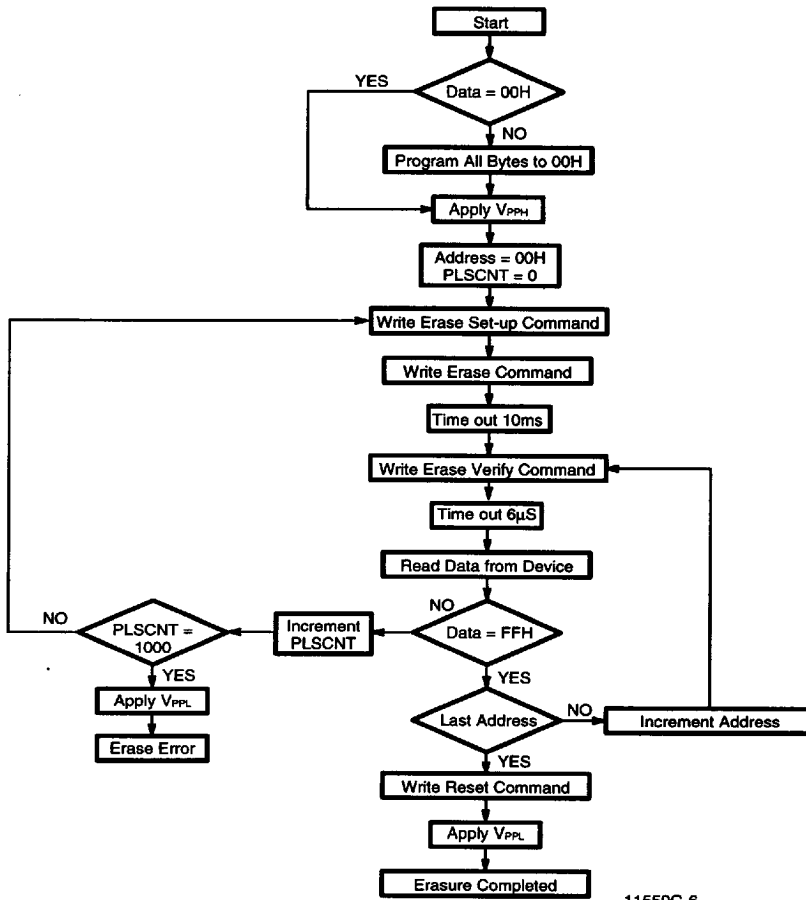 Start
YES
Data = 00H
NO
Program All Bytes to 00H
Apply VPPH
Address = 00H
PLSCNT = 0
Write Erase Set-up Command
Write Erase Command
Time out 10ms
Write Erase Verify Command
Time out 6µS
Read Data from Device
NO
Data = FFH
Increment
PLSCNT
NO
PLSCNT =
1000
YES
Apply VPPL
Erase Error
YES
Last Address
NO
Increment Address
YES
Write Reset Command
Apply VPPL
Erasure Completed
11559G-6